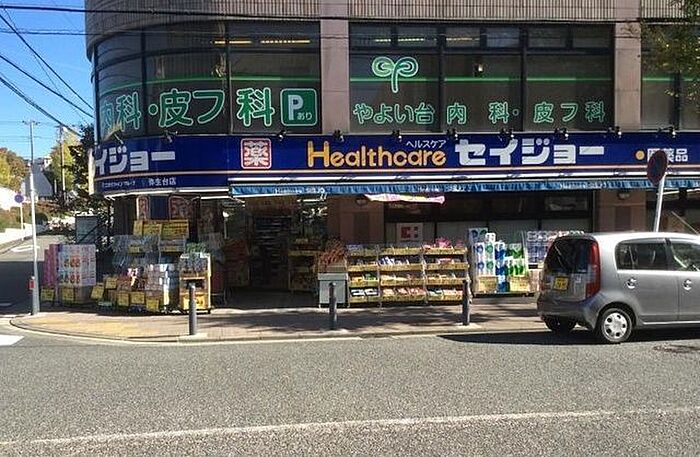 内科・皮フ科 P あり
やよい台 内 科・皮フ科
セイジョー
弥生台店
薬 Healthcare ヘルスケア セイジョー
医薬品